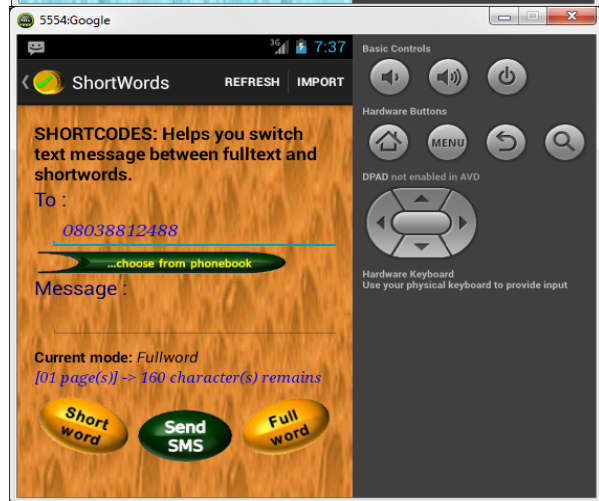 5554:Google
3G 7:37
ShortWords REFRESH IMPORT
SHORTCODES: Helps you switch
text message between fulltext and
shortwords.
To :
08038812488
...choose from phonebook
Message :
Current mode: Fullword
[01 page(s)] -> 160 character(s) remains
Short
word
Send
SMS
Full
word
Basic Controls
Hardware Buttons
MENU
DPAD not enabled in AVD
Hardware Keyboard
Use your physical keyboard to provide input